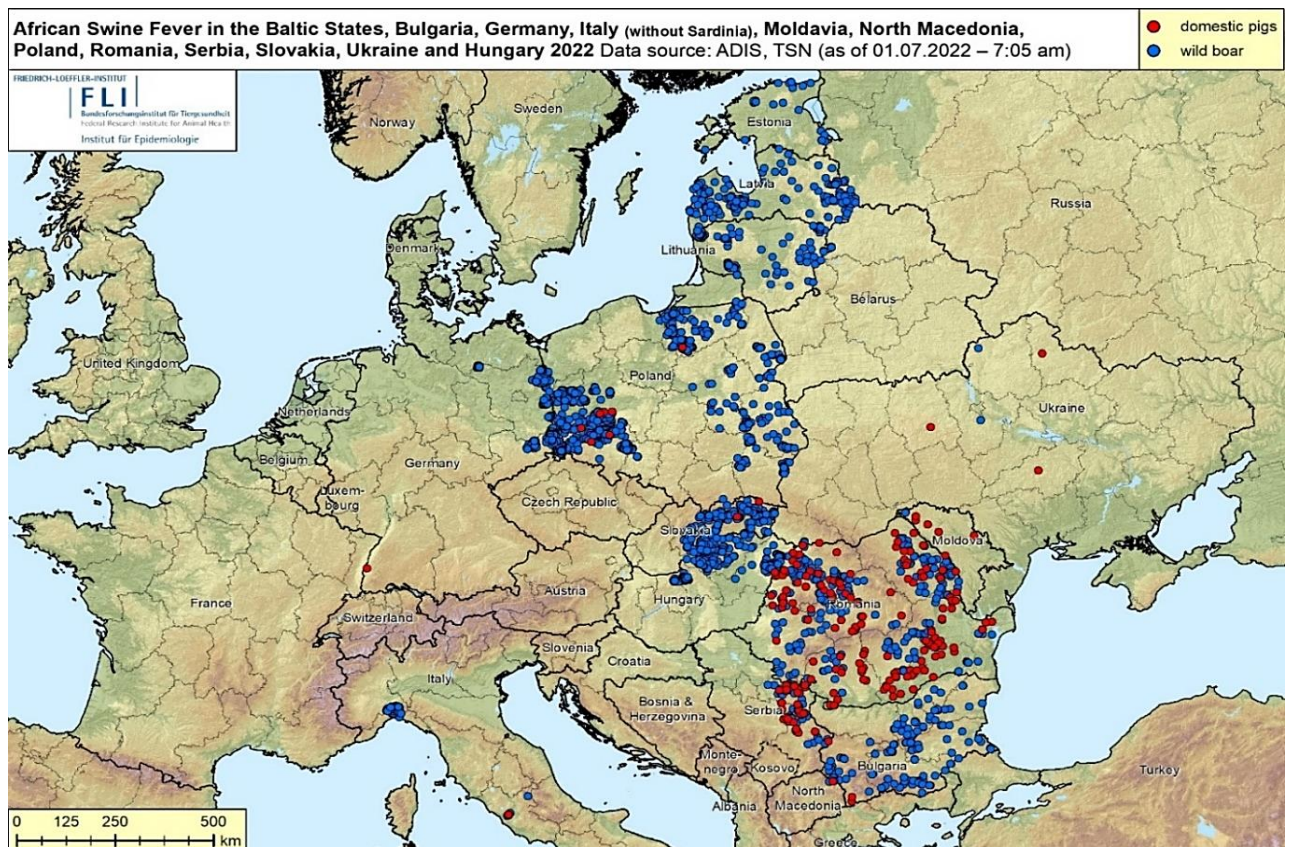 African Swine Fever in the Baltic States, Bulgaria, Germany, Italy (without Sardinia), Moldavia, North Macedonia,
Poland, Romania, Serbia, Slovakia, Ukraine and Hungary 2022 Data source: ADIS, TSN (as of 01.07.2022 – 7:05 am)
domestic pigs
wild boar
FRIEDRICH-LOEFFLER-INSTITUT
FLI
Bundesforschungsinstitut für Tiergesundheit
Federal Research Institute for Animal Health
Institut für Epidemiologie
Norway
Sweden
Estonia
Latvia
Russia
Denmark
Lithuania
Belarus
United Kingdom
Poland
Netherlands
Ukraine
Belgium
Germany
Luxem-
bourg
Czech Republic
Slovakia
Moldova
France
Austria
Hungary
Romania
Switzerland
Slovenia
Croatia
Italy
Bosnia &
Herzegovina
Serbia
Monte-
negro
Kosovo
Bulgaria
Turkey
North
Macedonia
Albania
Greece
0 125 250 500
km